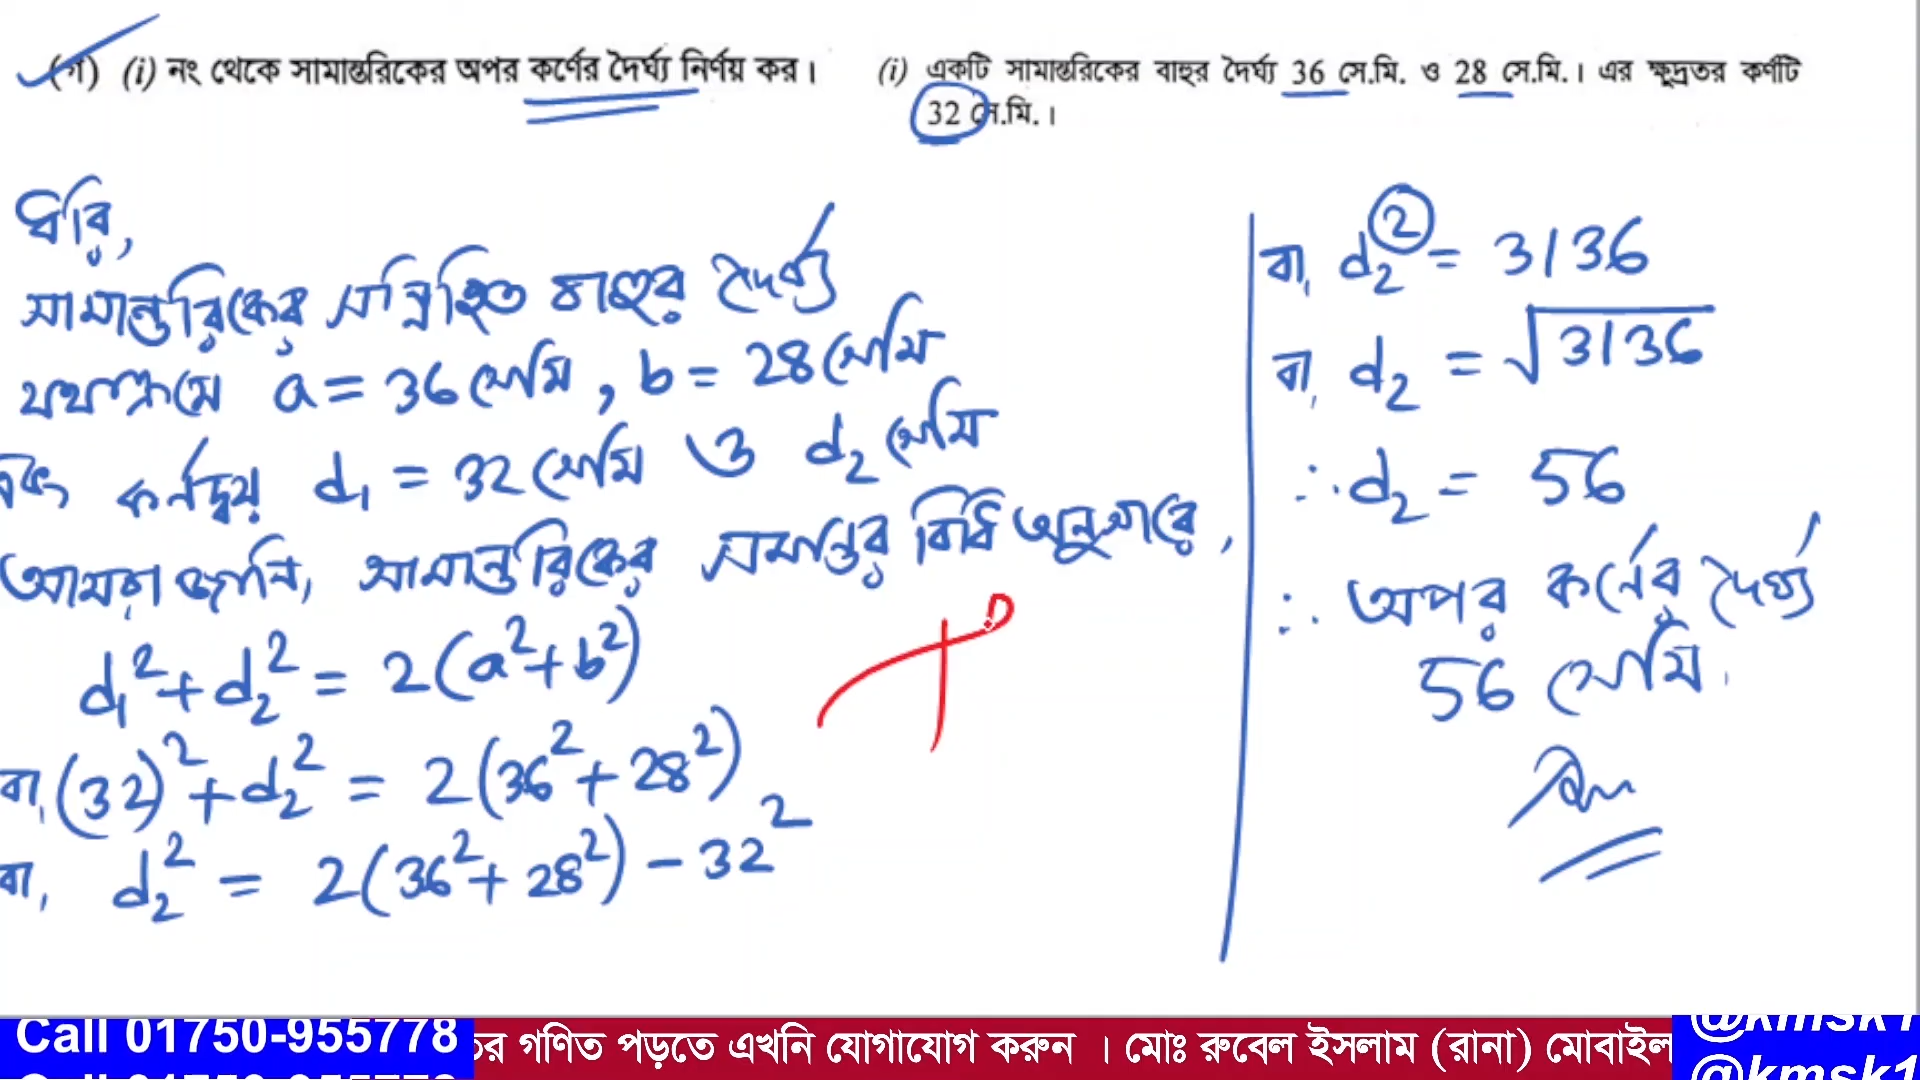 (গ) (i) নং থেকে সামান্তরিকের অপর কর্ণের দৈর্ঘ্য নির্ণয় কর।
(i) একটি সামান্তরিকের বাহুর দৈর্ঘ্য 36 সে.মি. ও 28 সে.মি.। এর ক্ষুদ্রতর কর্ণটি
32 সে.মি.।
ধরি,
সামান্তরিকের সন্নিহিত বাহুর দৈর্ঘ্য
যথাক্রমে a = 36 সেমি, b = 28 সেমি
এবং কর্ণদ্বয় d₁ = 32 সেমি ও d₂ সেমি
আমরা জানি, সামান্তরিকের সমান্তর বিধি অনুসারে,
d₁² + d₂² = 2(a² + b²)
বা, (32)² + d₂² = 2(36² + 28²)
বা, d₂² = 2(36² + 28²) − 32²
বা, d₂² = 3136
বা, d₂ = √3136
∴ d₂ = 56
∴ অপর কর্ণের দৈর্ঘ্য
56 সেমি.
Ans
Call 01750-955778
গণিত পড়তে এখনি যোগাযোগ করুন । মোঃ রুবেল ইসলাম (রানা) মোবাইল
@kmsk1
@kmsk1